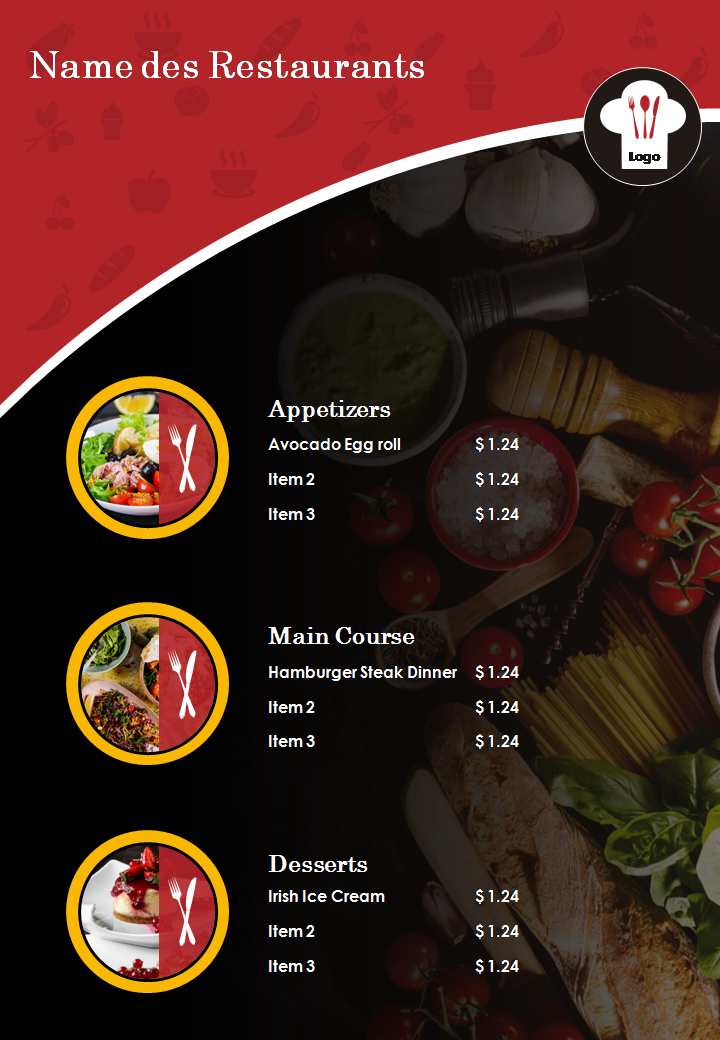 Name des Restaurants
Logo
Appetizers
Avocado Egg roll $ 1.24
Item 2 $ 1.24
Item 3 $ 1.24
Main Course
Hamburger Steak Dinner $ 1.24
Item 2 $ 1.24
Item 3 $ 1.24
Desserts
Irish Ice Cream $ 1.24
Item 2 $ 1.24
Item 3 $ 1.24